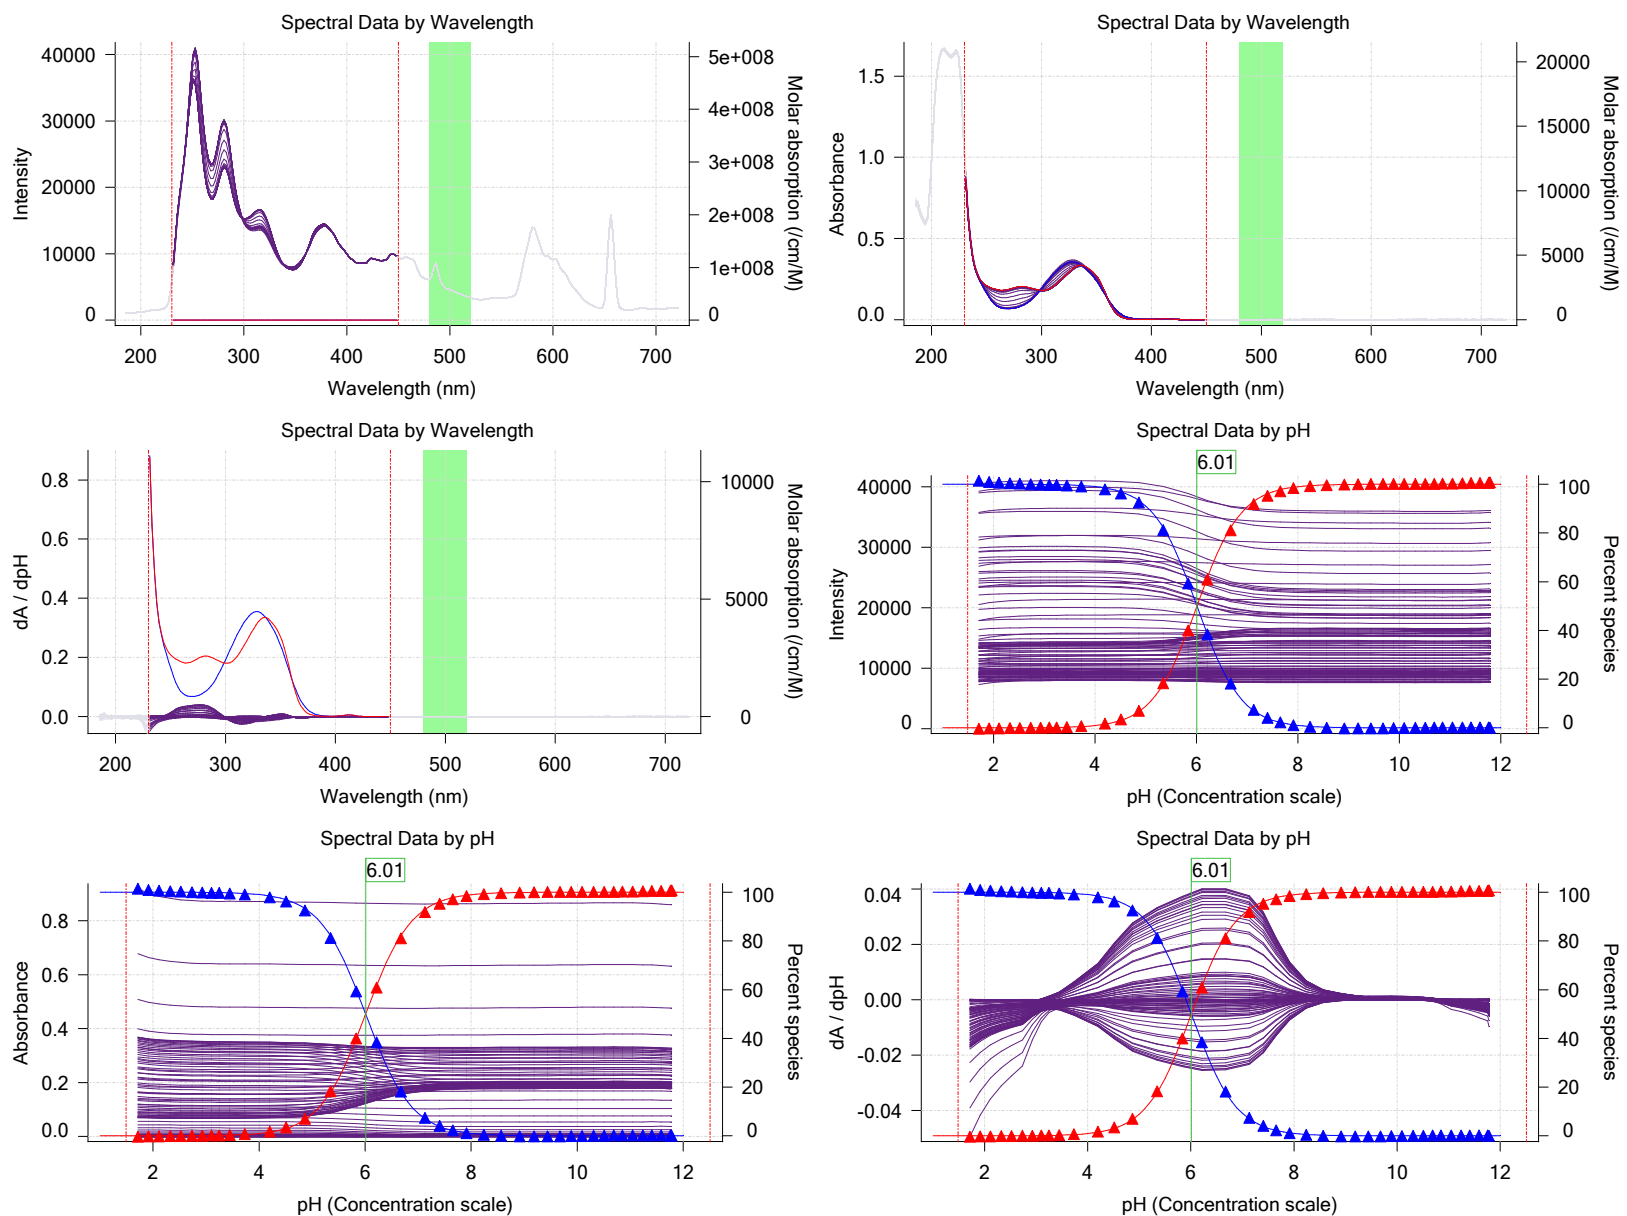 Spectral Data by Wavelength
40000
30000
20000
10000
0
Intensity
5e+008
4e+008
3e+008
2e+008
1e+008
0
Molar absorption (/cm/M)
200 300 400 500 600 700
Wavelength (nm)
Spectral Data by Wavelength
1.5
1.0
0.5
0.0
Absorbance
20000
15000
10000
5000
0
Molar absorption (/cm/M)
200 300 400 500 600 700
Wavelength (nm)
Spectral Data by Wavelength
0.8
0.6
0.4
0.2
0.0
dA / dpH
10000
5000
0
Molar absorption (/cm/M)
200 300 400 500 600 700
Wavelength (nm)
Spectral Data by pH
6.01
40000
30000
20000
10000
0
Intensity
100
80
60
40
20
0
Percent species
2 4 6 8 10 12
pH (Concentration scale)
Spectral Data by pH
6.01
0.8
0.6
0.4
0.2
0.0
Absorbance
100
80
60
40
20
0
Percent species
2 4 6 8 10 12
pH (Concentration scale)
Spectral Data by pH
6.01
0.04
0.02
0.00
-0.02
-0.04
dA / dpH
100
80
60
40
20
0
Percent species
2 4 6 8 10 12
pH (Concentration scale)